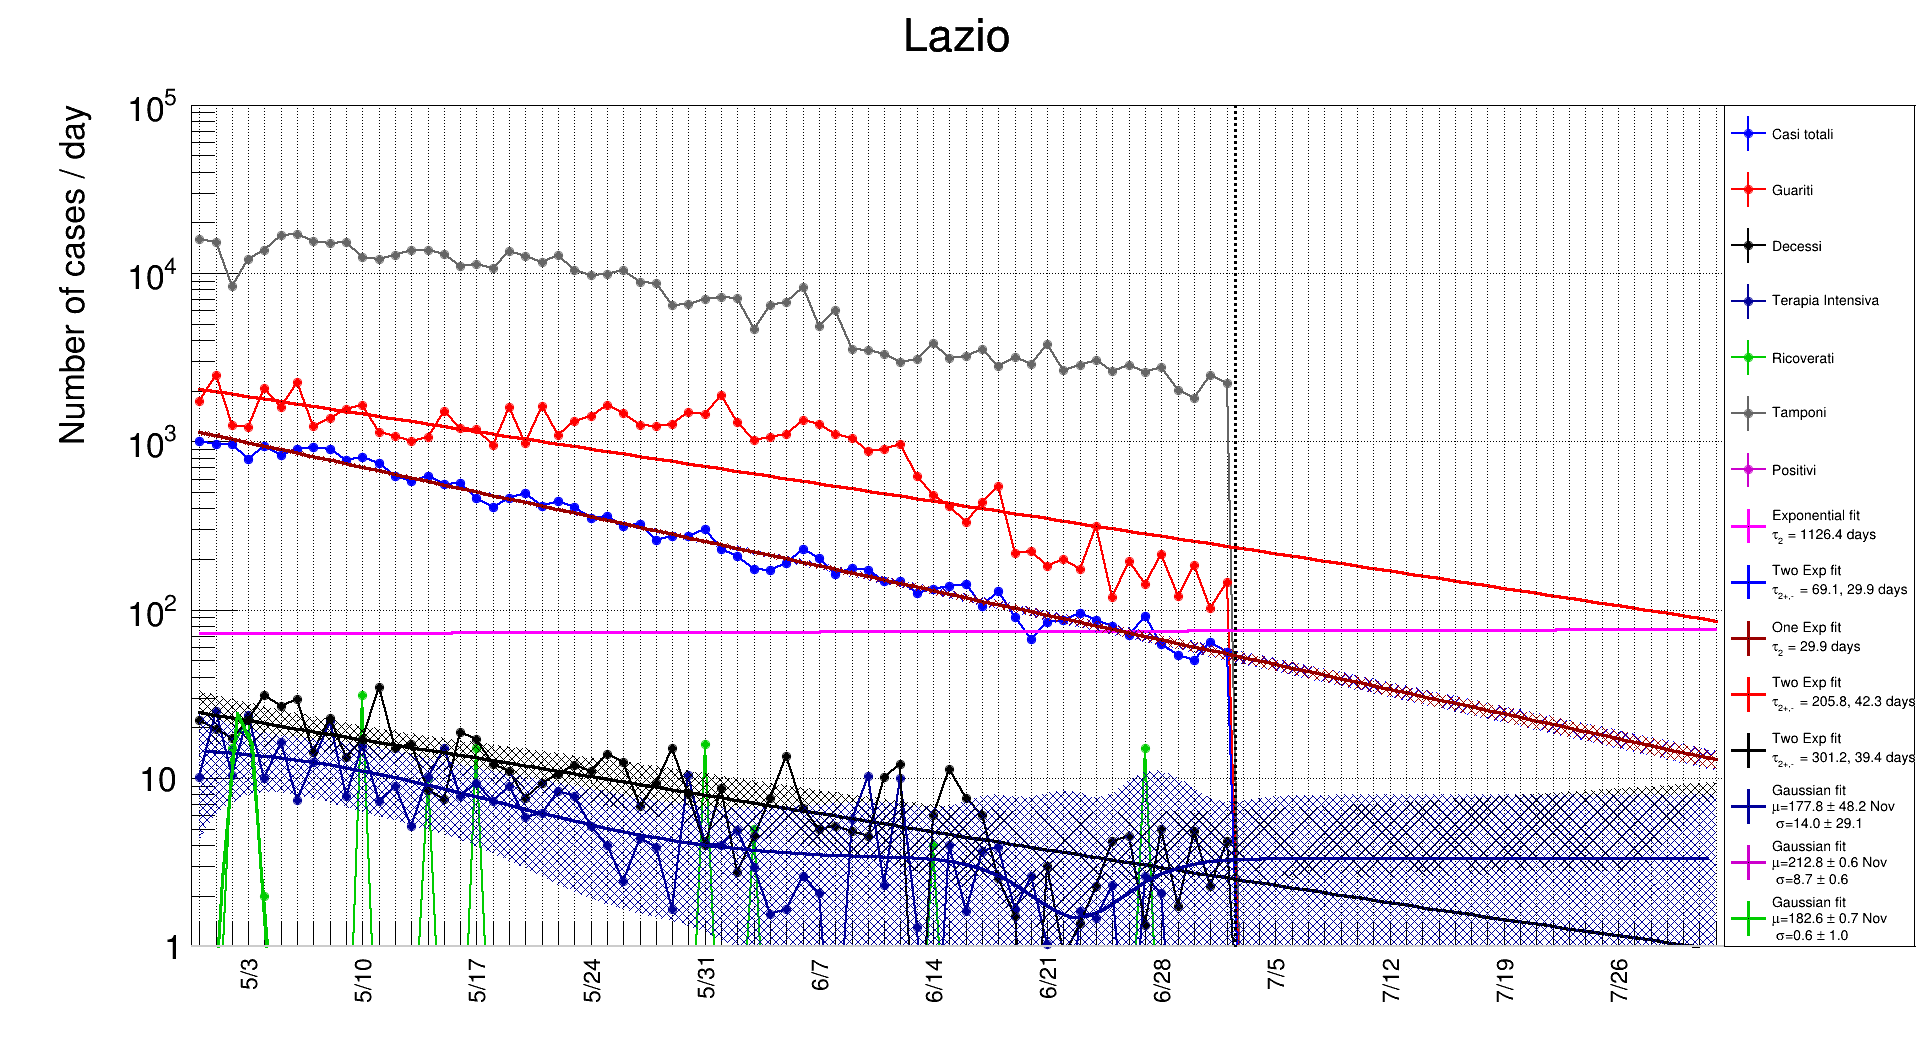 Lazio
Number of cases / day
10^5
10^4
10^3
10^2
10
1
5/3
5/10
5/17
5/24
5/31
6/7
6/14
6/21
6/28
7/5
7/12
7/19
7/26
Casi totali
Guariti
Decessi
Terapia Intensiva
Ricoverati
Tamponi
Positivi
Exponential fit
τ2 = 1126.4 days
Two Exp fit
τ2+,- = 69.1, 29.9 days
One Exp fit
τ2 = 29.9 days
Two Exp fit
τ2+,- = 205.8, 42.3 days
Two Exp fit
τ2+,- = 301.2, 39.4 days
Gaussian fit
μ=177.8 ± 48.2 Nov
σ=14.0 ± 29.1
Gaussian fit
μ=212.8 ± 0.6 Nov
σ=8.7 ± 0.6
Gaussian fit
μ=182.6 ± 0.7 Nov
σ=0.6 ± 1.0